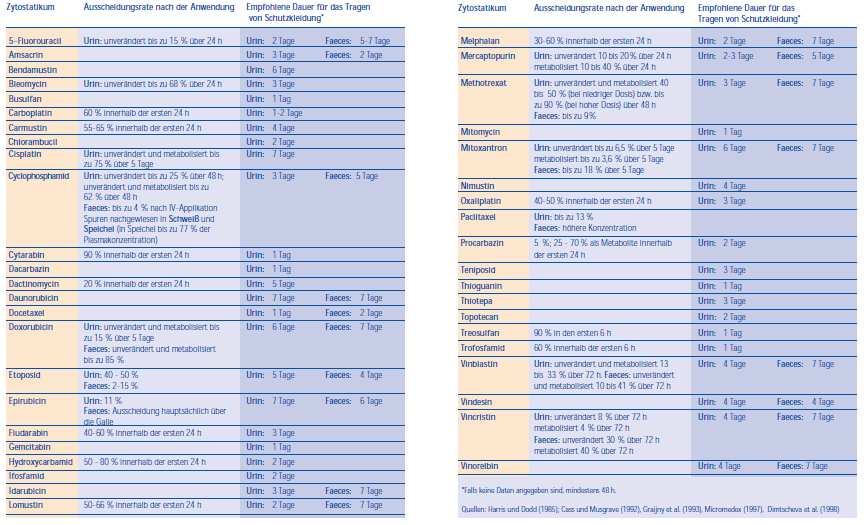 Zytostatikum Ausscheidungsrate nach der Anwendung Empfohlene Dauer für das Tragen
von Schutzkleidung*
5-Fluorouracil Urin: unverändert bis zu 15 % über 24 h Urin: 2 Tage Faeces: 5-7 Tage
Amsacrin Urin: 3 Tage Faeces: 2 Tage
Bendamustin Urin: 6 Tage
Bleomycin Urin: unverändert bis zu 68 % über 24 h Urin: 3 Tage
Busulfan Urin: 1 Tag
Carboplatin 60 % innerhalb der ersten 24 h Urin: 1-2 Tage
Carmustin 55-65 % innerhalb der ersten 24 h Urin: 4 Tage
Chlorambucil Urin: 2 Tage
Cisplatin Urin: unverändert und metabolisiert bis Urin: 7 Tage
zu 75 % über 5 Tage
Cyclophosphamid Urin: unverändert bis zu 25 % über 48 h; Urin: 3 Tage Faeces: 5 Tage
unverändert und metabolisiert bis zu
62 % über 48 h
Faeces: bis zu 4 % nach IV-Applikation
Spuren nachgewiesen in Schweiß und
Speichel (in Speichel bis zu 77 % der
Plasmakonzentration)
Cytarabin 90 % innerhalb der ersten 24 h Urin: 1 Tag
Dacarbazin Urin: 1 Tag
Dactinomycin 20 % innerhalb der ersten 24 h Urin: 5 Tage
Daunorubicin Urin: 7 Tage Faeces: 7 Tage
Docetaxel Urin: 1 Tag Faeces: 2 Tage
Doxorubicin Urin: unverändert und metabolisiert bis Urin: 6 Tage Faeces: 7 Tage
zu 15 % über 5 Tage
Faeces: unverändert und metabolisiert
bis zu 85 %
Etoposid Urin: 40 - 50 % Urin: 5 Tage Faeces: 4 Tage
Faeces: 2-15 %
Epirubicin Urin: 11 % Urin: 7 Tage Faeces: 6 Tage
Faeces: Ausscheidung hauptsächlich über
die Galle
Fludarabin 40-60 % innerhalb der ersten 24 h Urin: 3 Tage
Gemcitabin Urin: 1 Tag
Hydroxycarbamid 50 - 80 % innerhalb der ersten 24 h Urin: 2 Tage
Ifosfamid Urin: 2 Tage
Idarubicin Urin: 3 Tage Faeces: 7 Tage
Lomustin 50-66 % innerhalb der ersten 24 h Urin: 2 Tage Faeces: 7 Tage
Zytostatikum Ausscheidungsrate nach der Anwendung Empfohlene Dauer für das
Tragen von Schutzkleidung*
Melphalan 30-60 % innerhalb der ersten 24 h Urin: 2 Tage Faeces: 7 Tage
Mercaptopurin Urin: unverändert 10 bis 20% über 24 h Urin: 2-3 Tage Faeces: 5 Tage
metabolisiert 10 bis 40 % über 24 h
Methotrexat Urin: unverändert und metabolisiert 40 Urin: 3 Tage Faeces: 7 Tage
bis 50 % (bei niedriger Dosis) bzw. bis
zu 90 % (bei hoher Dosis) über 48 h
Faeces: bis zu 9%
Mitomycin Urin: 1 Tag
Mitoxantron Urin: unverändert bis zu 6,5 % über 5 Tage Urin: 6 Tage Faeces: 7 Tage
metabolisiert bis zu 3,6 % über 5 Tage
Faeces: bis zu 18 % über 5 Tage
Nimustin Urin: 4 Tage
Oxaliplatin 40-50 % innerhalb der ersten 24 h Urin: 3 Tage
Paclitaxel Urin: bis zu 13 %
Faeces: höhere Konzentration
Procarbazin 5 %; 25 - 70 % als Metabolite innerhalb Urin: 2 Tage
der ersten 24 h
Teniposid Urin: 3 Tage
Thioguanin Urin: 1 Tag
Thiotepa Urin: 3 Tage
Topotecan Urin: 2 Tage
Treosulfan 90 % in den ersten 6 h Urin: 1 Tag
Trofosfamid 60 % innerhalb der ersten 6 h Urin: 1 Tag
Vinblastin Urin: unverändert und metabolisiert 13 Urin: 4 Tage Faeces: 7 Tage
bis 33 % über 72 h. Faeces: unverändert
und metabolisiert 10 bis 41 % über 72 h
Vindesin Urin: 4 Tage Faeces: 4 Tage
Vincristin Urin: unverändert 8 % über 72 h Urin: 4 Tage Faeces: 7 Tage
metabolisiert 4 % über 72 h
Faeces: unverändert 30 % über 72 h
metabolisiert 40 % über 72 h
Vinorelbin Urin: 4 Tage Faeces: 7 Tage
*Falls keine Daten angegeben sind, mindestens 48 h.
Quellen: Harris und Dodd (1985); Cass und Musgrave (1992), Graijny et al. (1993), Micromedex (1997), Dimtscheva et al. (1998)